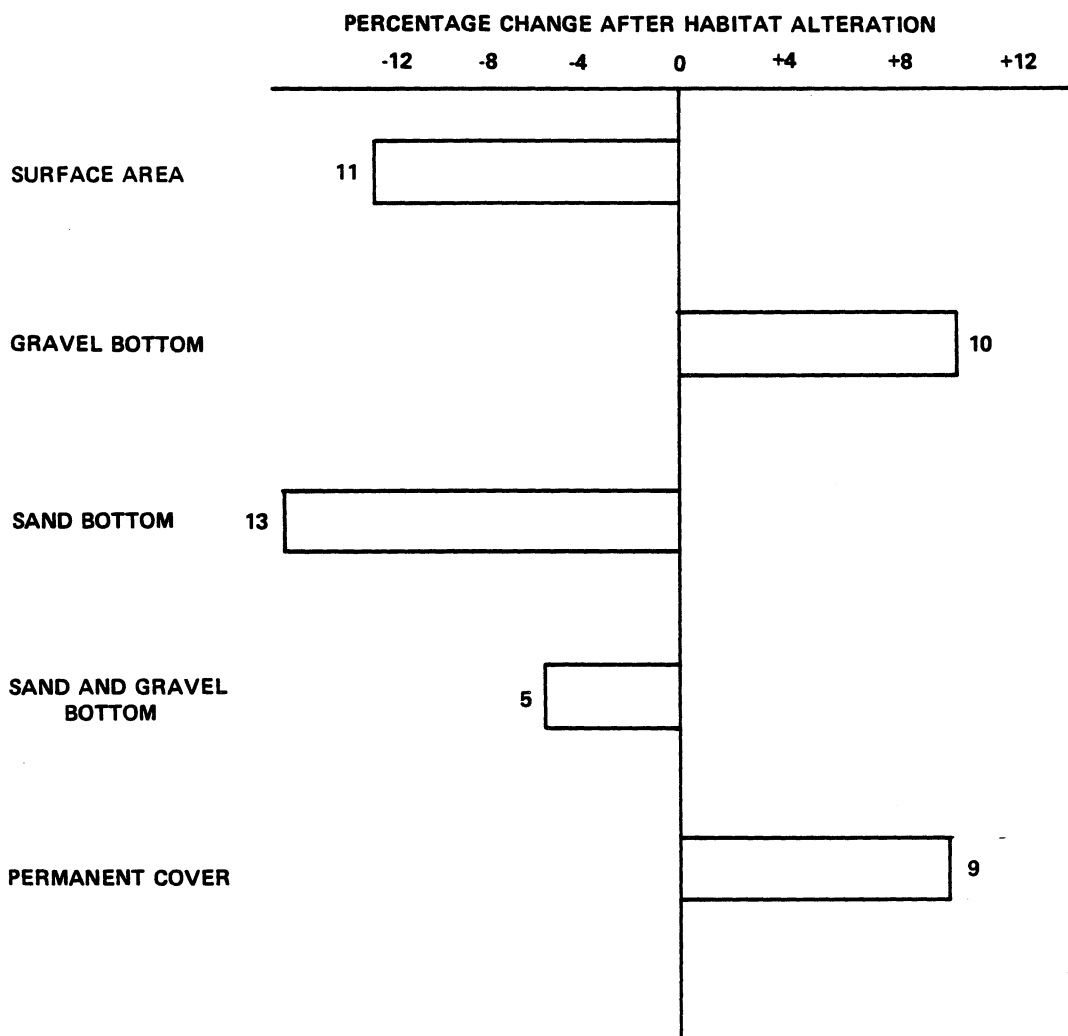 PERCENTAGE CHANGE AFTER HABITAT ALTERATION
-12 -8 -4 0 +4 +8 +12
SURFACE AREA 11
GRAVEL BOTTOM 10
SAND BOTTOM 13
SAND AND GRAVEL
BOTTOM 5
PERMANENT COVER 9